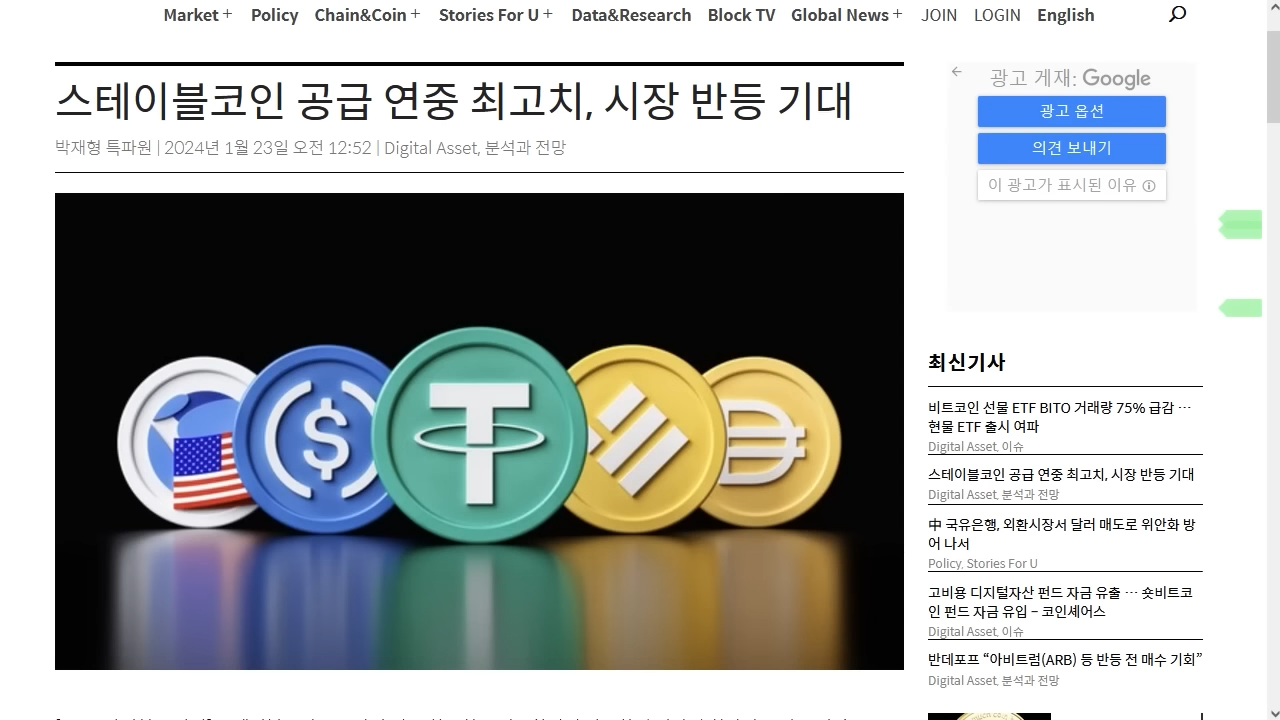 Market + Policy Chain&Coin + Stories For U + Data&Research Block TV Global News + JOIN LOGIN English
스테이블코인 공급 연중 최고치, 시장 반등 기대
박재형 특파원 | 2024년 1월 23일 오전 12:52 | Digital Asset, 분석과 전망
광고 게재: Google
광고 옵션
의견 보내기
이 광고가 표시된 이유
최신기사
비트코인 선물 ETF BITO 거래량 75% 급감 …
현물 ETF 출시 여파
Digital Asset, 이슈
스테이블코인 공급 연중 최고치, 시장 반등 기대
Digital Asset, 분석과 전망
中 국유은행, 외환시장서 달러 매도로 위안화 방
어 나서
Policy, Stories For U
고비용 디지털자산 펀드 자금 유출 … 숏비트코
인 펀드 자금 유입 – 코인셰어스
Digital Asset, 이슈
반데포프 “아비트럼(ARB) 등 반등 전 매수 기회”
Digital Asset, 분석과 전망